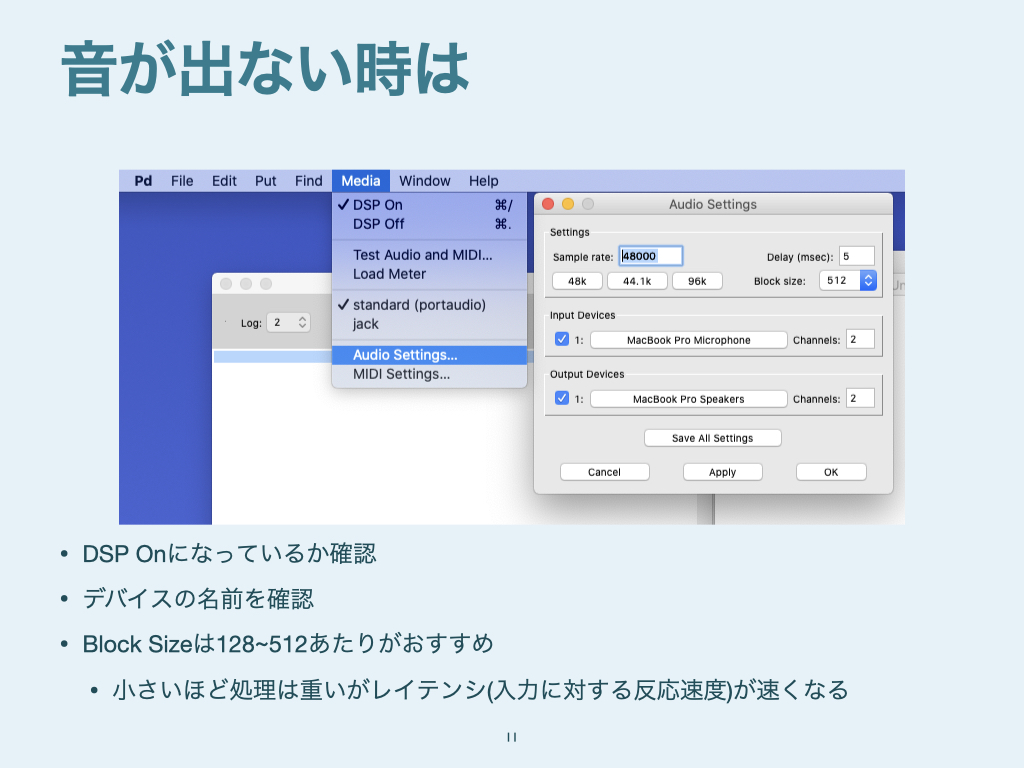 音が出ない時は
Pd File Edit Put Find Media Window Help
✓ DSP On ⌘/
DSP Off ⌘.
Test Audio and MIDI...
Load Meter
✓ standard (portaudio)
jack
Audio Settings...
MIDI Settings...
Log: 2
Audio Settings
Settings
Sample rate: 48000 Delay (msec): 5
48k 44.1k 96k Block size: 512
Input Devices
1: MacBook Pro Microphone Channels: 2
Output Devices
1: MacBook Pro Speakers Channels: 2
Save All Settings
Cancel Apply OK
• DSP Onになっているか確認
• デバイスの名前を確認
• Block Sizeは128~512あたりがおすすめ
• 小さいほど処理は重いがレイテンシ(入力に対する反応速度)が速くなる
11